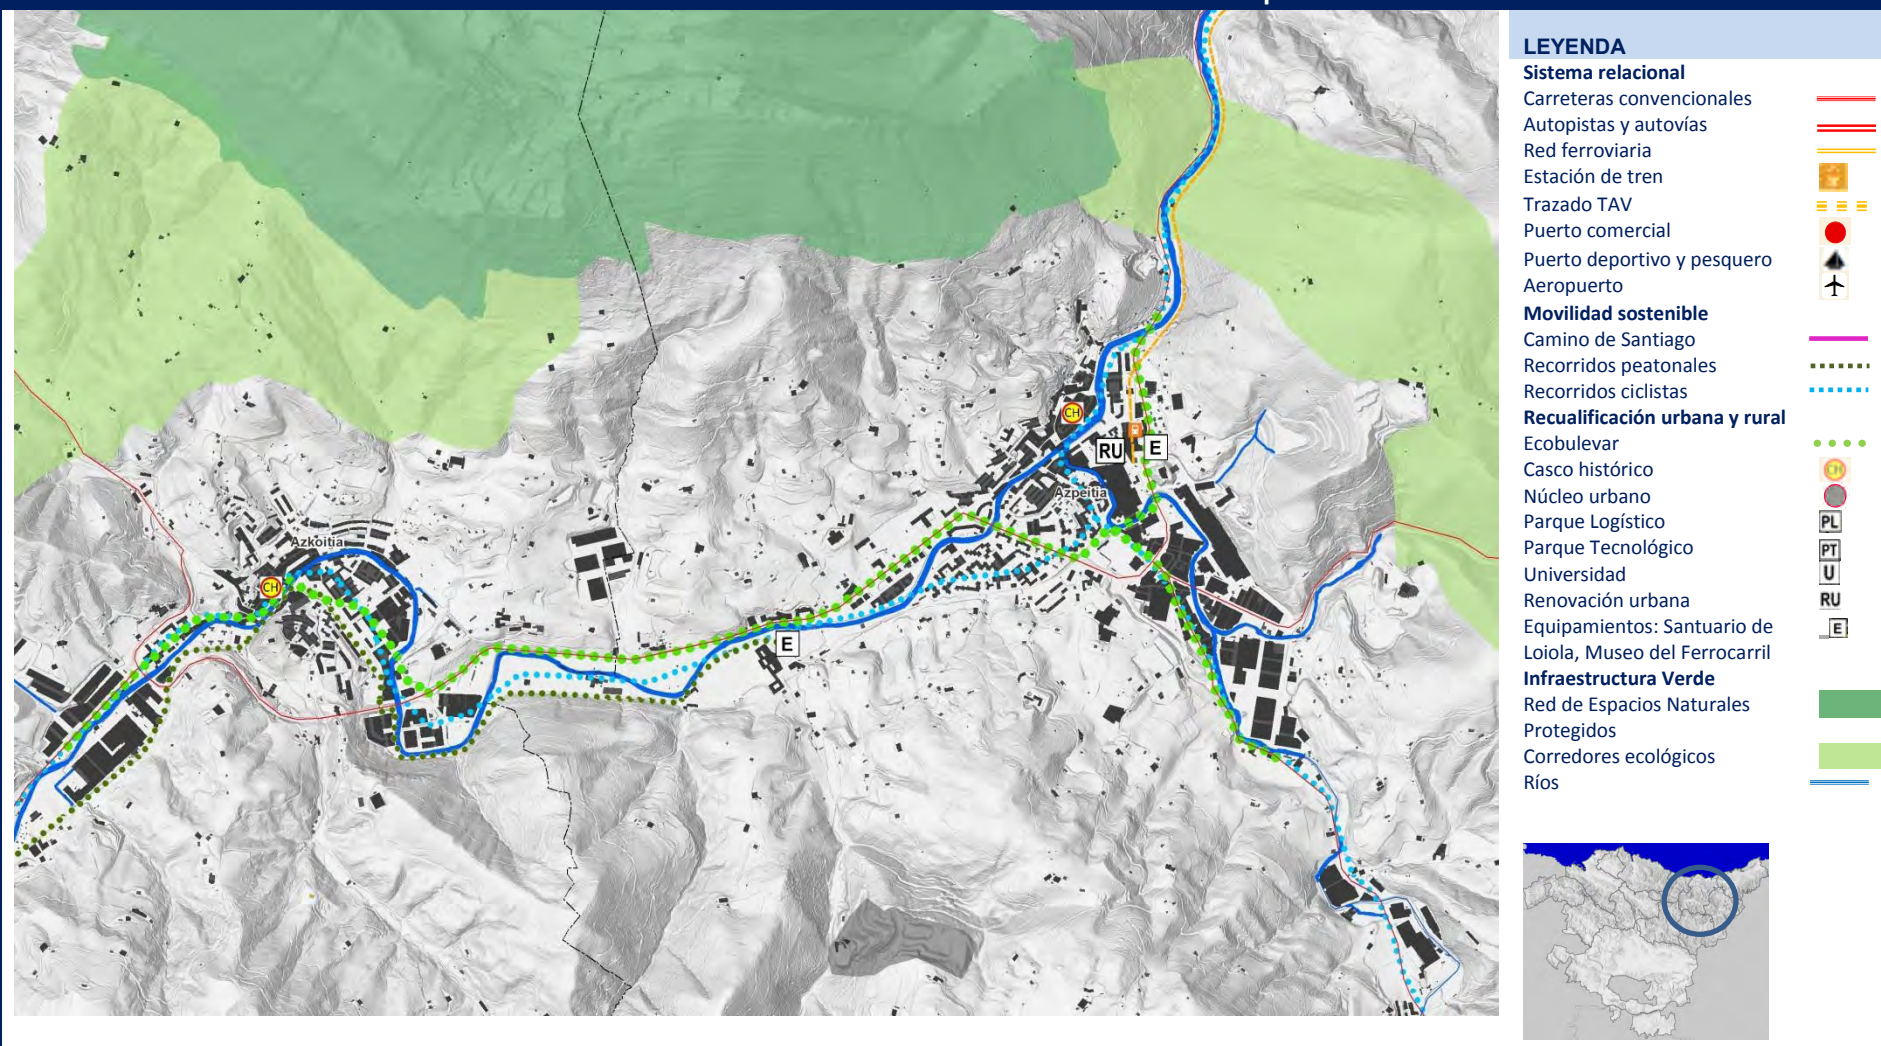 LEYENDA
Sistema relacional
Carreteras convencionales
Autopistas y autovías
Red ferroviaria
Estación de tren
Trazado TAV
Puerto comercial
Puerto deportivo y pesquero
Aeropuerto
Movilidad sostenible
Camino de Santiago
Recorridos peatonales
Recorridos ciclistas
Recualificación urbana y rural
Ecobulevar
Casco histórico CH
Núcleo urbano
Parque Logístico PL
Parque Tecnológico PT
Universidad U
Renovación urbana RU
Equipamientos: Santuario de E
Loiola, Museo del Ferrocarril
Infraestructura Verde
Red de Espacios Naturales
Protegidos
Corredores ecológicos
Ríos
CH
RU E
Azpeitia
Azkoitia
CH
E